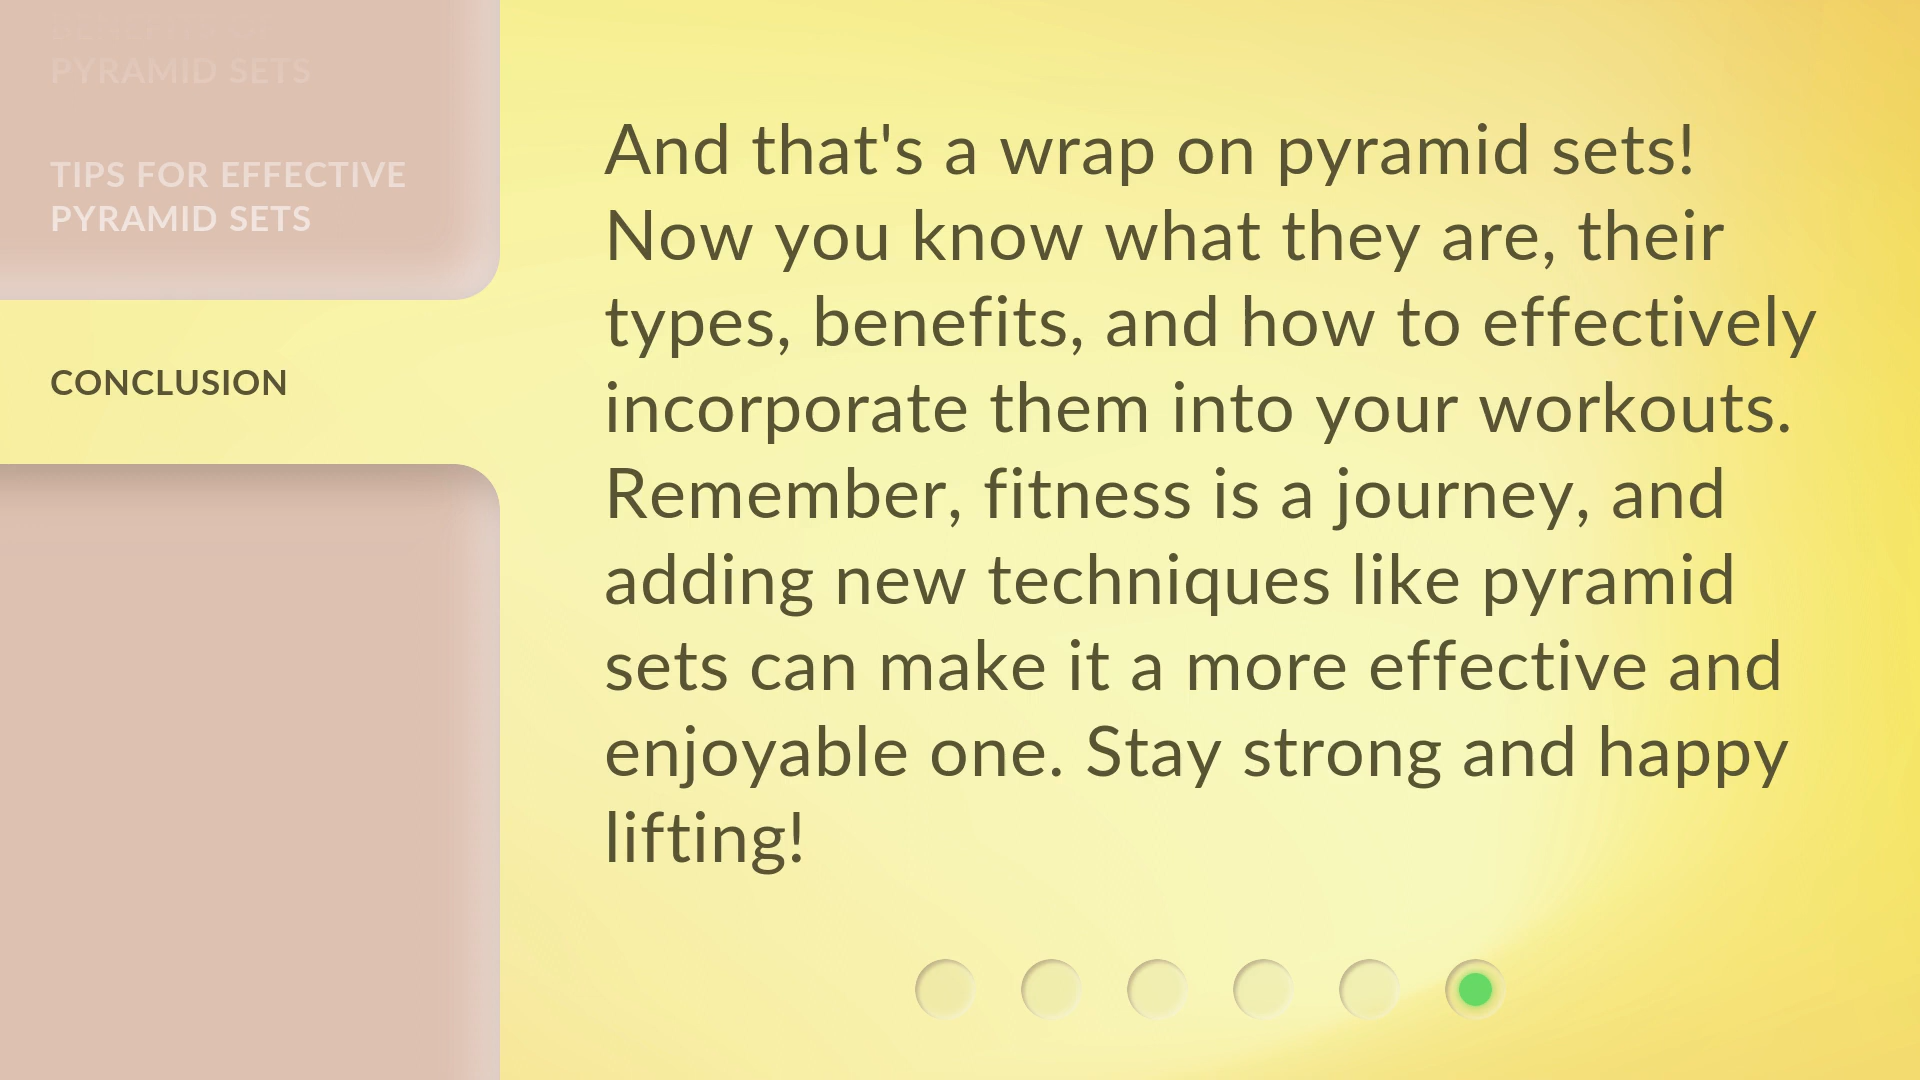 PYRAMID SETS
TIPS FOR EFFECTIVE
PYRAMID SETS
CONCLUSION
And that's a wrap on pyramid sets!
Now you know what they are, their
types, benefits, and how to effectively
incorporate them into your workouts.
Remember, fitness is a journey, and
adding new techniques like pyramid
sets can make it a more effective and
enjoyable one. Stay strong and happy
lifting!